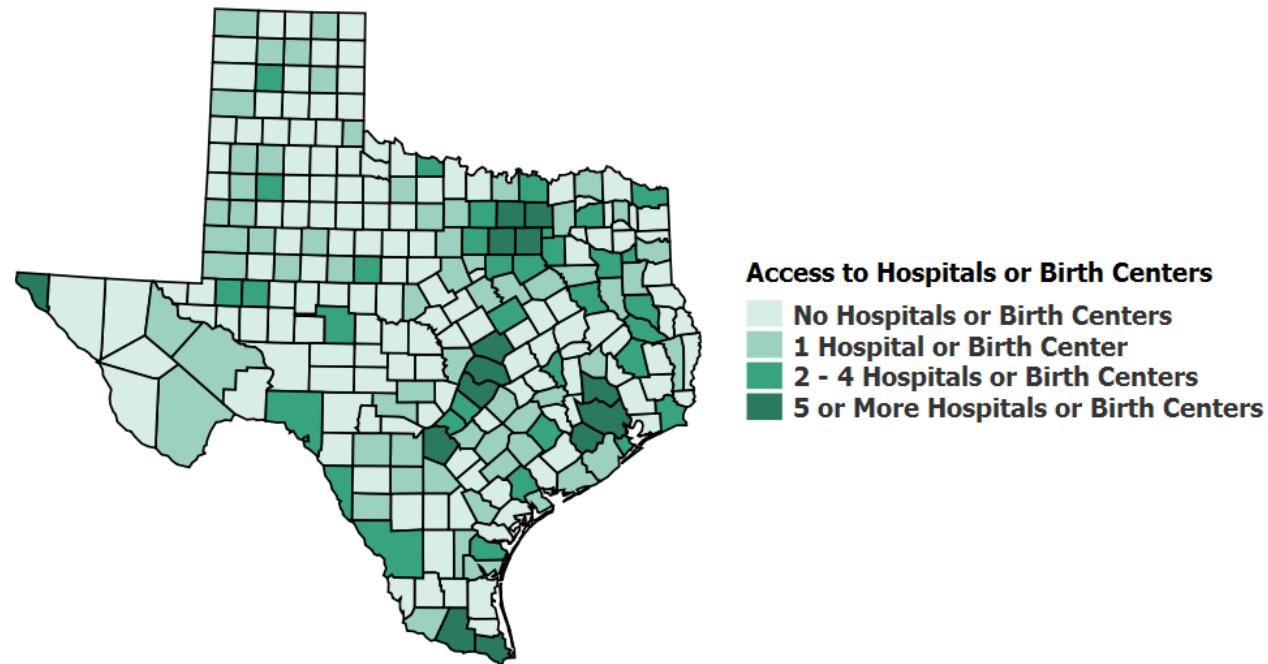 Access to Hospitals or Birth Centers
No Hospitals or Birth Centers
1 Hospital or Birth Center
2 - 4 Hospitals or Birth Centers
5 or More Hospitals or Birth Centers